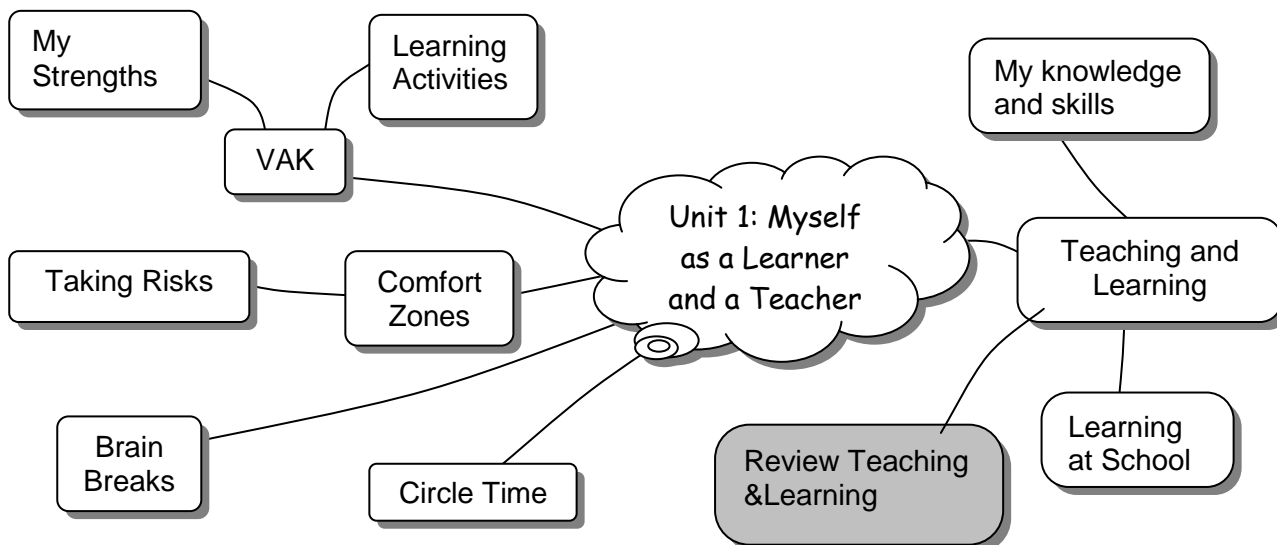 My
Strengths
Learning
Activities
VAK
My knowledge
and skills
Unit 1: Myself
as a Learner
and a Teacher
Teaching and
Learning
Taking Risks
Comfort
Zones
Brain
Breaks
Circle Time
Review Teaching
&Learning
Learning
at School